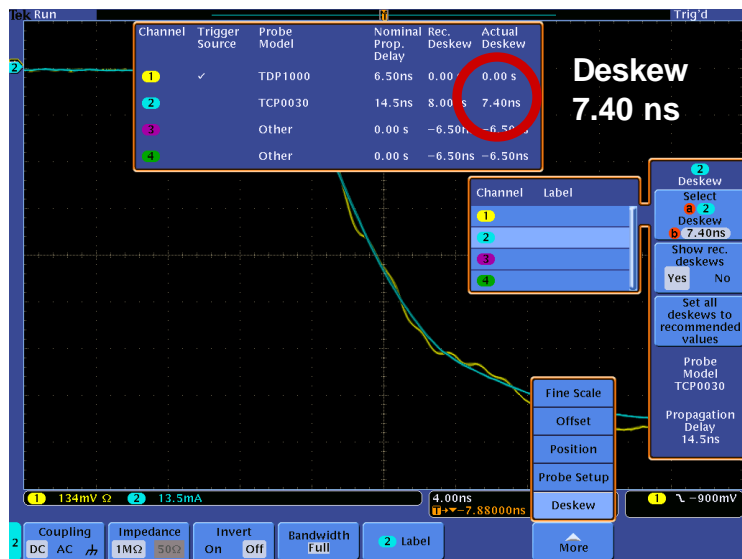 Tek Run
Trig'd
Channel Trigger Source Probe Model Nominal Prop. Delay Rec. Deskew Actual Deskew
1 ✓ TDP1000 6.50ns 0.00 s 0.00 s
2 TCP0030 14.5ns 8.00 s 7.40ns
3 Other 0.00 s −6.50ns −6.50ns
4 Other 0.00 s −6.50ns −6.50ns
Deskew
7.40 ns
2
Channel Label
1
2
3
4
2
Deskew
Select
a 2
Deskew
b 7.40ns
Show rec.
deskews
Yes No
Set all
deskews to
recommended
values
Probe
Model
TCP0030
Propagation
Delay
14.5ns
Fine Scale
Offset
Position
Probe Setup
Deskew
1 134mV Ω 2 13.5mA
4.00ns
T→▼−7.88000ns
1 −900mV
2
Coupling
DC AC
Impedance
1MΩ 50Ω
Invert
On Off
Bandwidth
Full
2 Label
More